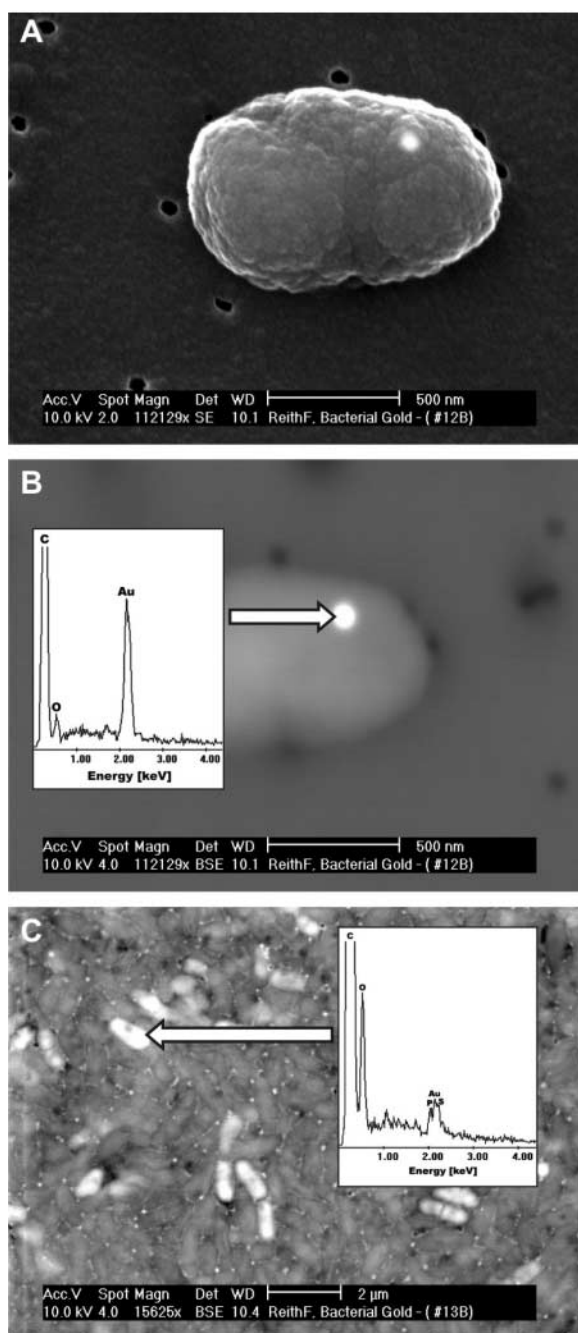 A
Acc.V Spot Magn Det WD 500 nm
10.0 kV 2.0 112129x SE 10.1 ReithF, Bacterial Gold - ( #12B)
B
C
Au
O
1.00 2.00 3.00 4.00
Energy [keV]
Acc.V Spot Magn Det WD 500 nm
10.0 kV 4.0 112129x BSE 10.1 ReithF, Bacterial Gold - ( #12B)
C
C
O
Au
P S
1.00 2.00 3.00 4.00
Energy [keV]
Acc.V Spot Magn Det WD 2 µm
10.0 kV 4.0 15625x BSE 10.4 ReithF, Bacterial Gold - ( #13B)